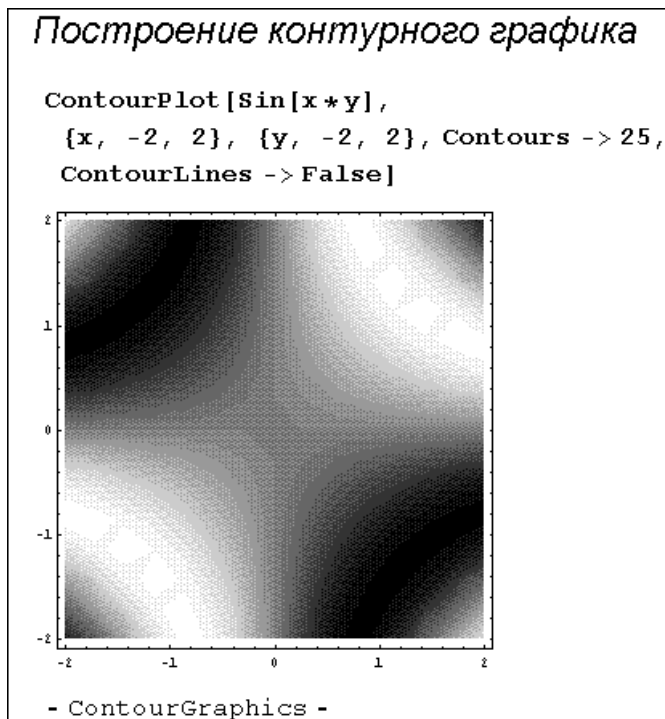 Построение контурного графика
ContourPlot[Sin[x*y],
{x, -2, 2}, {y, -2, 2}, Contours -> 25,
ContourLines -> False]
2
1
0
-1
-2
-2 -1 0 1 2
- ContourGraphics -